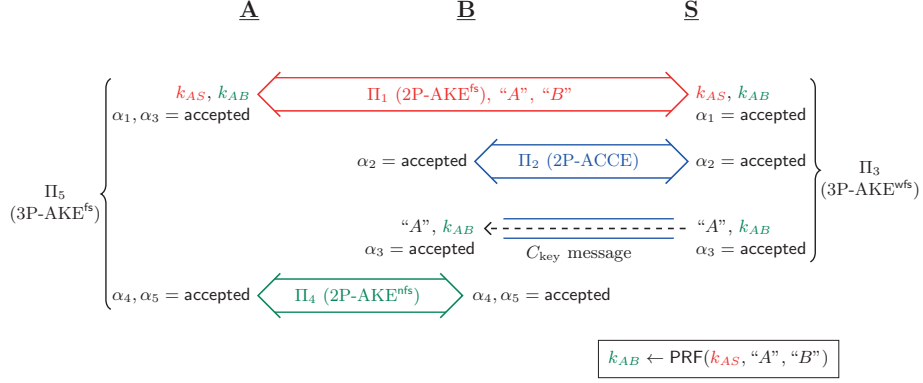 A B S
k_AS, k_AB Π₁ (2P-AKE^fs), “A”, “B” k_AS, k_AB
α₁, α₃ = accepted α₁ = accepted
α₂ = accepted Π₂ (2P-ACCE) α₂ = accepted
Π₅ Π₃
(3P-AKE^fs) (3P-AKE^wfs)
“A”, k_AB “A”, k_AB
α₃ = accepted C_key message α₃ = accepted
α₄, α₅ = accepted Π₄ (2P-AKE^nfs) α₄, α₅ = accepted
k_AB ← PRF(k_AS, “A”, “B”)